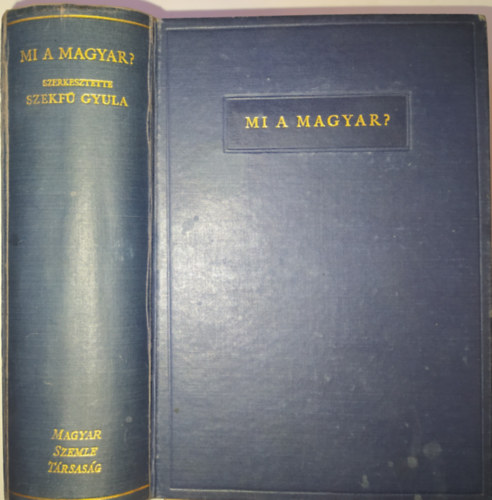 MI A MAGYAR?
SZERKESZTETTE
SZEKFŰ GYULA
MAGYAR
SZEMLE
TÁRSASÁG
MI A MAGYAR?